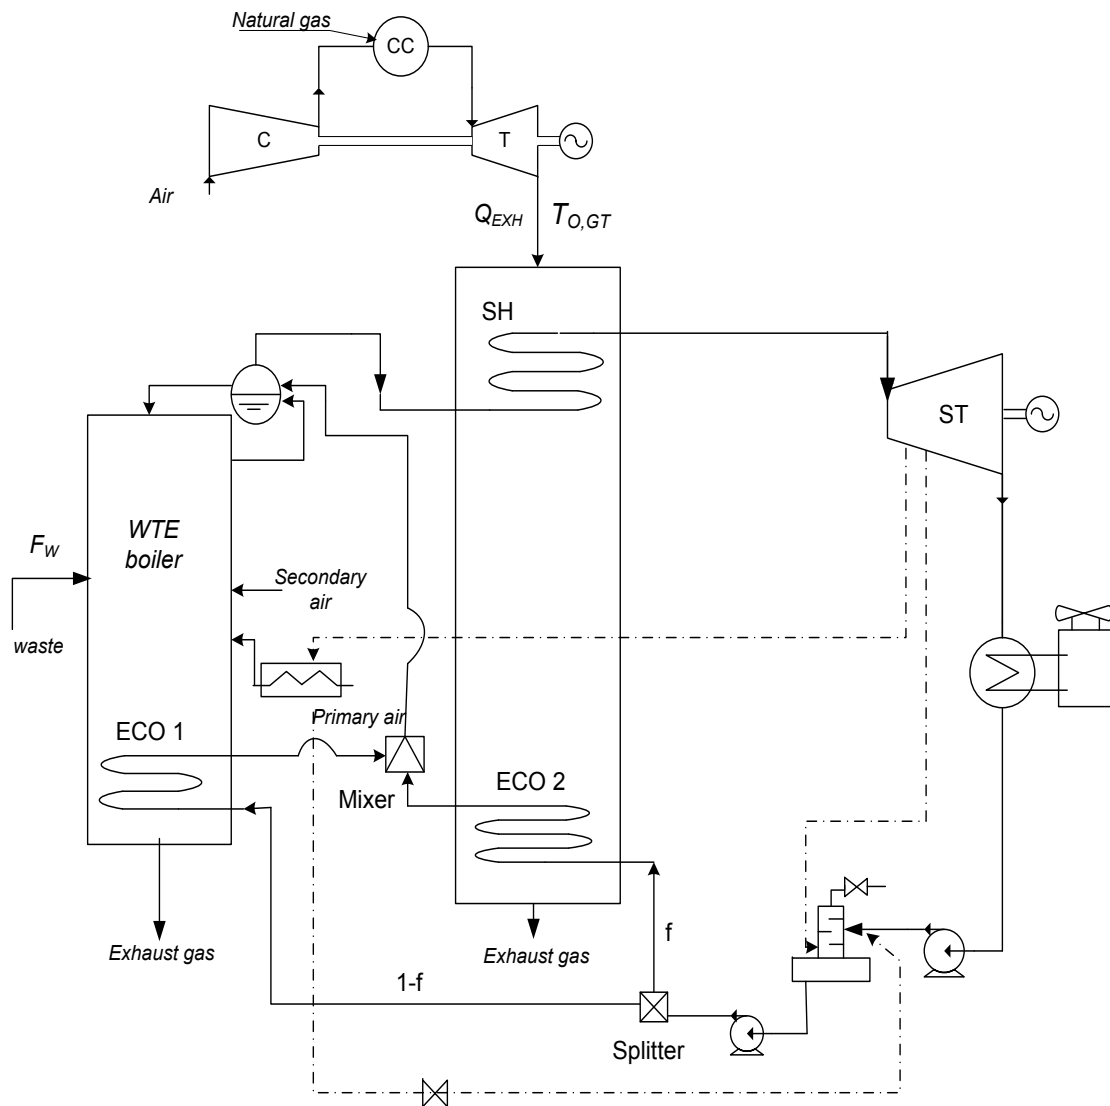 Natural gas
CC
C
T
Air
Q_EXH T_O,GT
SH
ST
WTE
boiler
F_W
Secondary
air
waste
Primary air
ECO 1
ECO 2
Mixer
Exhaust gas
Exhaust gas
f
1-f
Splitter